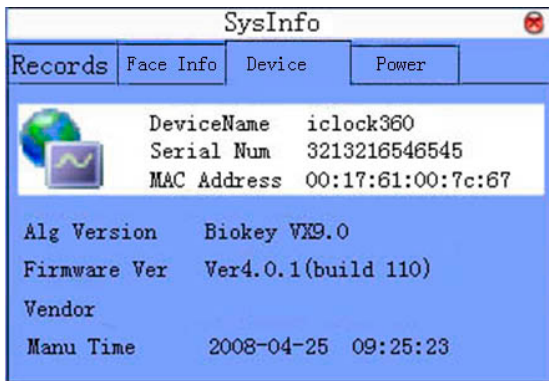 SysInfo
Records Face Info Device Power
DeviceName iclock360
Serial Num 3213216546545
MAC Address 00:17:61:00:7c:67
Alg Version Biokey VX9.0
Firmware Ver Ver4.0.1(build 110)
Vendor
Manu Time 2008-04-25 09:25:23